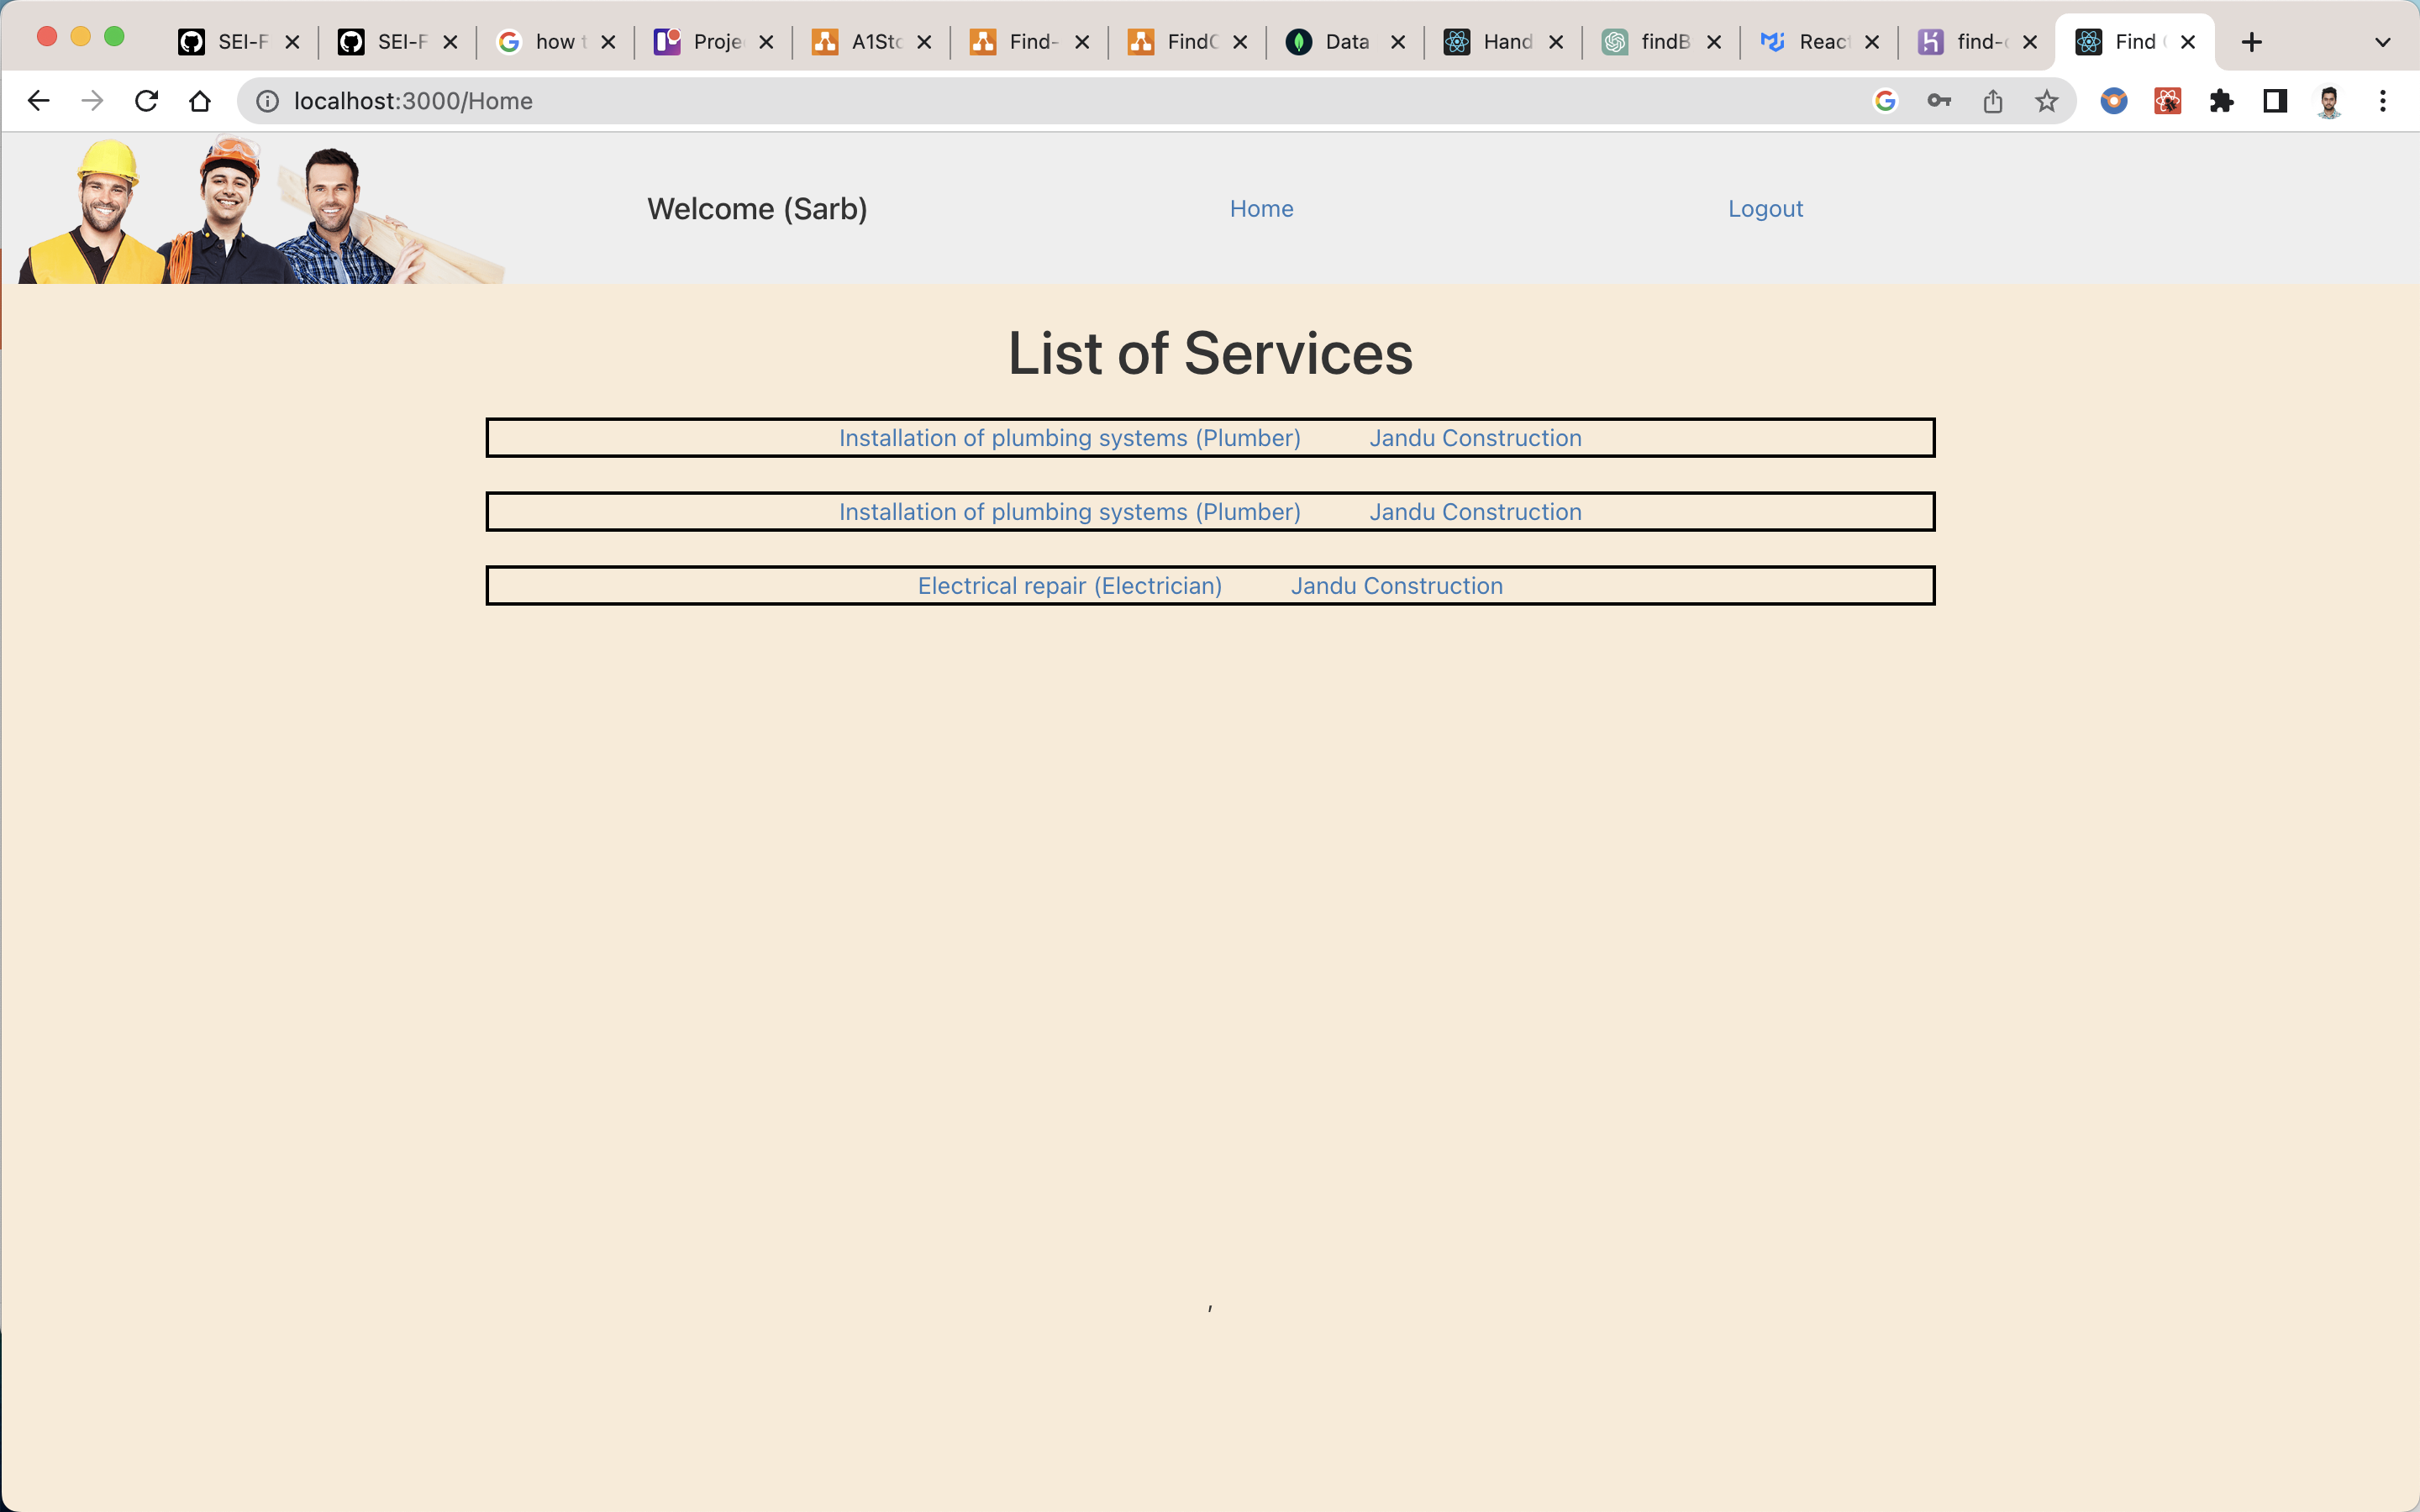 SEI-F
SEI-F
how t
Proje
A1Sto
Find-
FindC
Data
Hand
findB
React
find-c
Find
localhost:3000/Home
Welcome (Sarb)
Home
Logout
List of Services
Installation of plumbing systems (Plumber) Jandu Construction
Installation of plumbing systems (Plumber) Jandu Construction
Electrical repair (Electrician) Jandu Construction
,